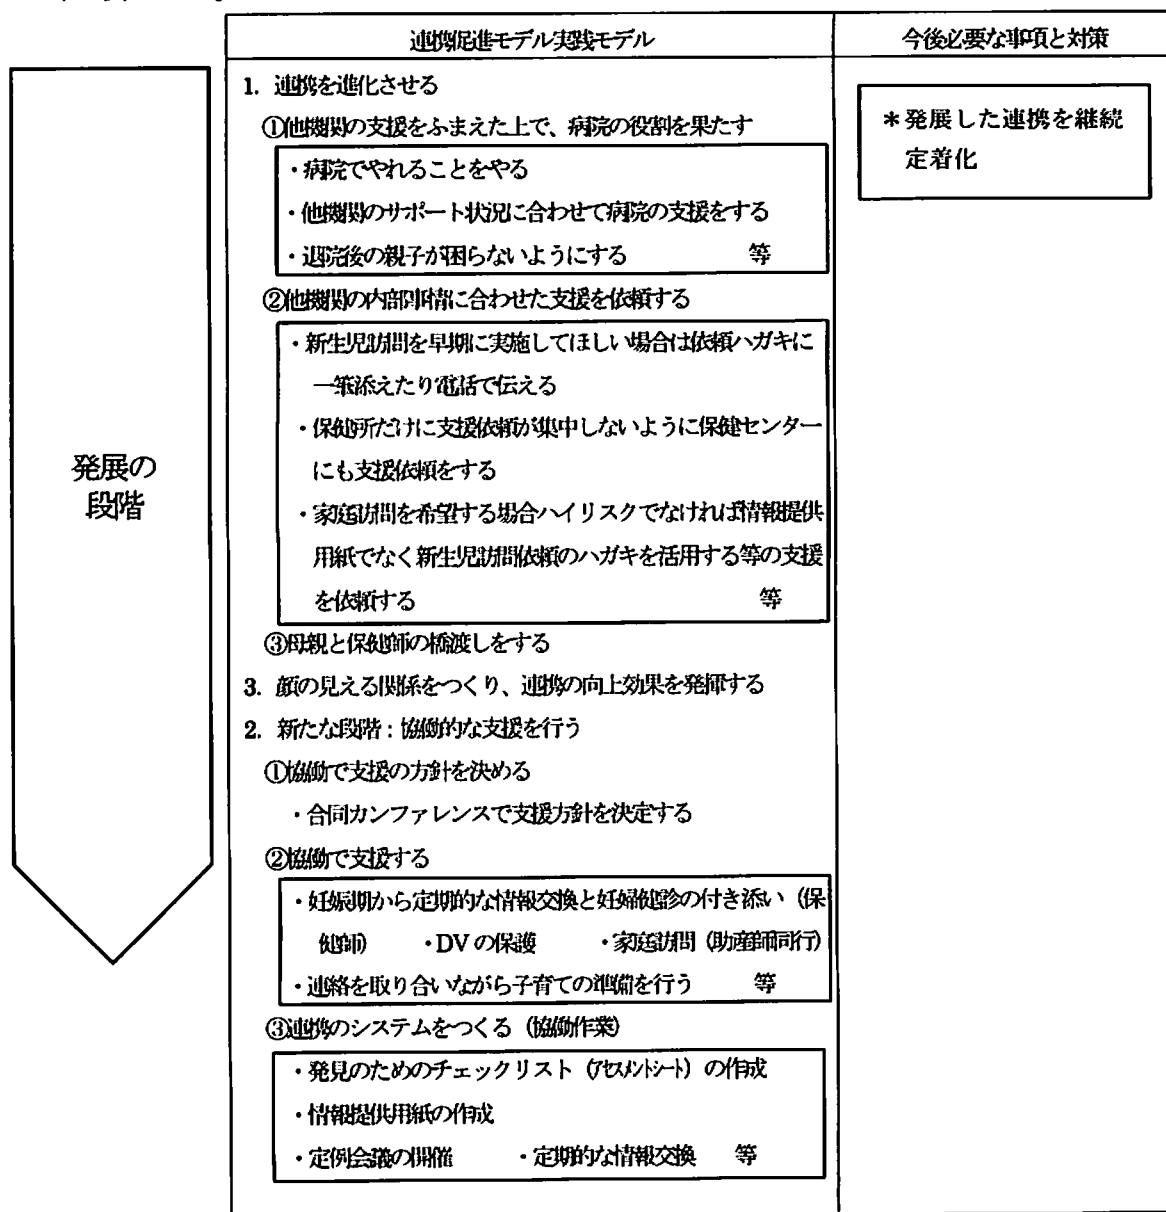 連携促進モデル実践モデル
今後必要な事項と対策
発展の
段階
1. 連携を進化させる
①他機関の支援をふまえた上で、病院の役割を果たす
・病院でやれることをやる
・他機関のサポート状況に合わせて病院の支援をする
・退院後の親子が困らないようにする 等
②他機関の内部事情に合わせた支援を依頼する
・新生児訪問を早期に実施してほしい場合は依頼ハガキに
一筆添えたり電話で伝える
・保健所だけに支援依頼が集中しないように保健センター
にも支援依頼をする
・家庭訪問を希望する場合ハイリスクでなければ情報提供
用紙でなく新生児訪問依頼のハガキを活用する等の支援
を依頼する 等
③母親と保健師の橋渡しをする
3. 顔の見える関係をつくり、連携の向上効果を発揮する
2. 新たな段階：協働的な支援を行う
①協働で支援の方針を決める
・合同カンファレンスで支援方針を決定する
②協働で支援する
・妊娠期から定期的な情報交換と妊婦健診の付き添い（保
健師） ・DVの保護 ・家庭訪問（助産師同行）
・連絡を取り合いながら子育ての準備を行う 等
③連携のシステムをつくる（協働作業）
・発見のためのチェックリスト（アセスメントシート）の作成
・情報提供用紙の作成
・定例会議の開催 ・定期的な情報交換 等
＊発展した連携を継続
定着化